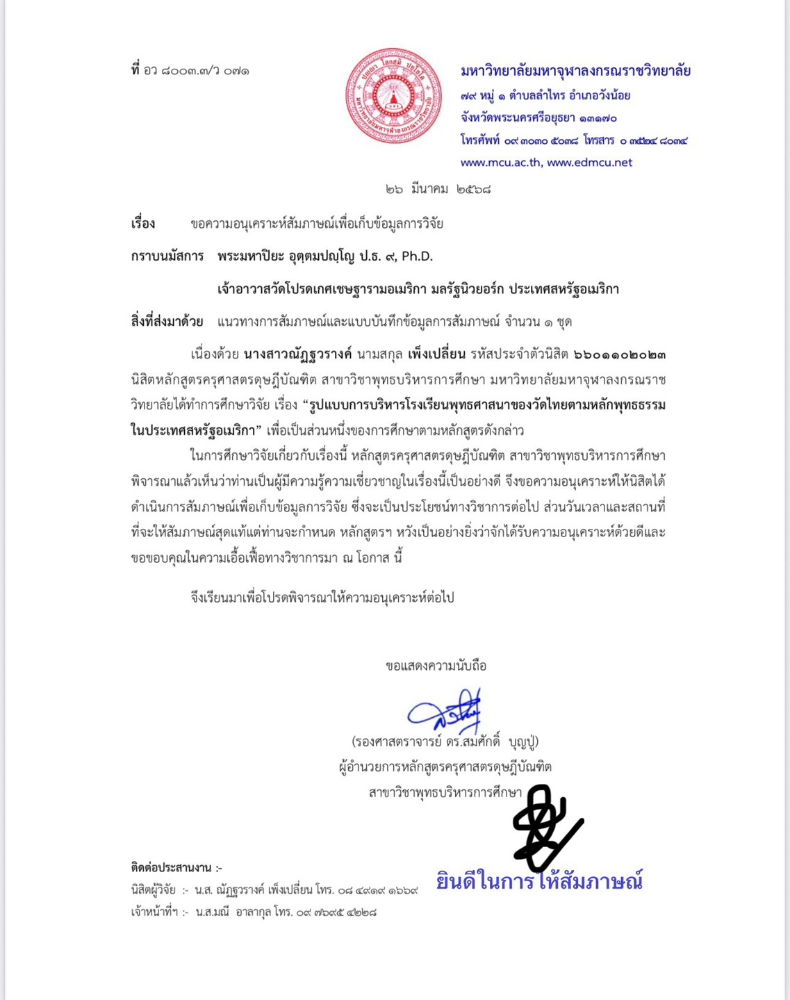 ที่ อว ๘๐๐๓.๓/ว ๐๗๑
ปญฺญา โลกสฺมิ ปชฺโชโต
มหาวิทยาลัยมหาจุฬาลงกรณราชวิทยาลัย
มหาวิทยาลัยมหาจุฬาลงกรณราชวิทยาลัย
๗๙ หมู่ ๑ ตำบลลำไทร อำเภอวังน้อย
จังหวัดพระนครศรีอยุธยา ๑๓๑๗๐
โทรศัพท์ ๐๙ ๓๐๓๐ ๕๐๓๘ โทรสาร ๐ ๓๕๒๔ ๘๐๓๔
www.mcu.ac.th, www.edmcu.net
๒๖ มีนาคม ๒๕๖๘
เรื่อง ขอความอนุเคราะห์สัมภาษณ์เพื่อเก็บข้อมูลการวิจัย
กราบนมัสการ พระมหาปิยะ อุตฺตมปญฺโญ ป.ธ. ๙, Ph.D.
เจ้าอาวาสวัดโปรดเกศเชษฐารามอเมริกา มลรัฐนิวยอร์ก ประเทศสหรัฐอเมริกา
สิ่งที่ส่งมาด้วย แนวทางการสัมภาษณ์และแบบบันทึกข้อมูลการสัมภาษณ์ จำนวน ๑ ชุด
เนื่องด้วย นางสาวณัฏฐวรางค์ นามสกุล เพ็งเปลี่ยน รหัสประจำตัวนิสิต ๖๖๐๑๑๐๒๐๒๓
นิสิตหลักสูตรครุศาสตรดุษฎีบัณฑิต สาขาวิชาพุทธบริหารการศึกษา มหาวิทยาลัยมหาจุฬาลงกรณราช
วิทยาลัยได้ทำการศึกษาวิจัย เรื่อง “รูปแบบการบริหารโรงเรียนพุทธศาสนาของวัดไทยตามหลักพุทธธรรม
ในประเทศสหรัฐอเมริกา” เพื่อเป็นส่วนหนึ่งของการศึกษาตามหลักสูตรดังกล่าว
ในการศึกษาวิจัยเกี่ยวกับเรื่องนี้ หลักสูตรครุศาสตรดุษฎีบัณฑิต สาขาวิชาพุทธบริหารการศึกษา
พิจารณาแล้วเห็นว่าท่านเป็นผู้มีความรู้ความเชี่ยวชาญในเรื่องนี้เป็นอย่างดี จึงขอความอนุเคราะห์ให้นิสิตได้
ดำเนินการสัมภาษณ์เพื่อเก็บข้อมูลการวิจัย ซึ่งจะเป็นประโยชน์ทางวิชาการต่อไป ส่วนวันเวลาและสถานที่
ที่จะให้สัมภาษณ์สุดแท้แต่ท่านจะกำหนด หลักสูตรฯ หวังเป็นอย่างยิ่งว่าจักได้รับความอนุเคราะห์ด้วยดีและ
ขอขอบคุณในความเอื้อเฟื้อทางวิชาการมา ณ โอกาส นี้
จึงเรียนมาเพื่อโปรดพิจารณาให้ความอนุเคราะห์ต่อไป
ขอแสดงความนับถือ
(รองศาสตราจารย์ ดร.สมศักดิ์ บุญปู่)
ผู้อำนวยการหลักสูตรครุศาสตรดุษฎีบัณฑิต
สาขาวิชาพุทธบริหารการศึกษา
ติดต่อประสานงาน :-
ยินดีในการให้สัมภาษณ์
นิสิตผู้วิจัย :- น.ส. ณัฏฐวรางค์ เพ็งเปลี่ยน โทร. ๐๘ ๔๙๑๙ ๑๖๖๙
เจ้าหน้าที่ฯ :- น.ส.มณี อาลากุล โทร. ๐๙ ๗๖๙๕ ๔๒๒๘